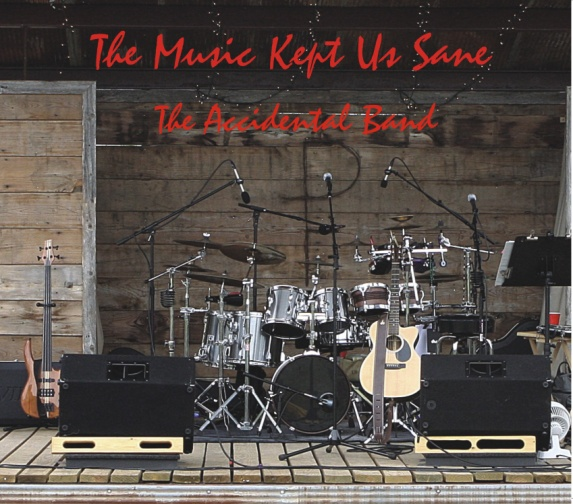 The Music Kept Us Sane
The Accidental Band